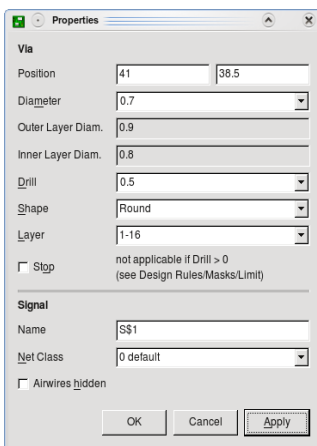 Properties
Via
Position 41 38.5
Diameter 0.7
Outer Layer Diam. 0.9
Inner Layer Diam. 0.8
Drill 0.5
Shape Round
Layer 1-16
Stop not applicable if Drill > 0
(see Design Rules/Masks/Limit)
Signal
Name S$1
Net Class 0 default
Airwires hidden
OK Cancel Apply